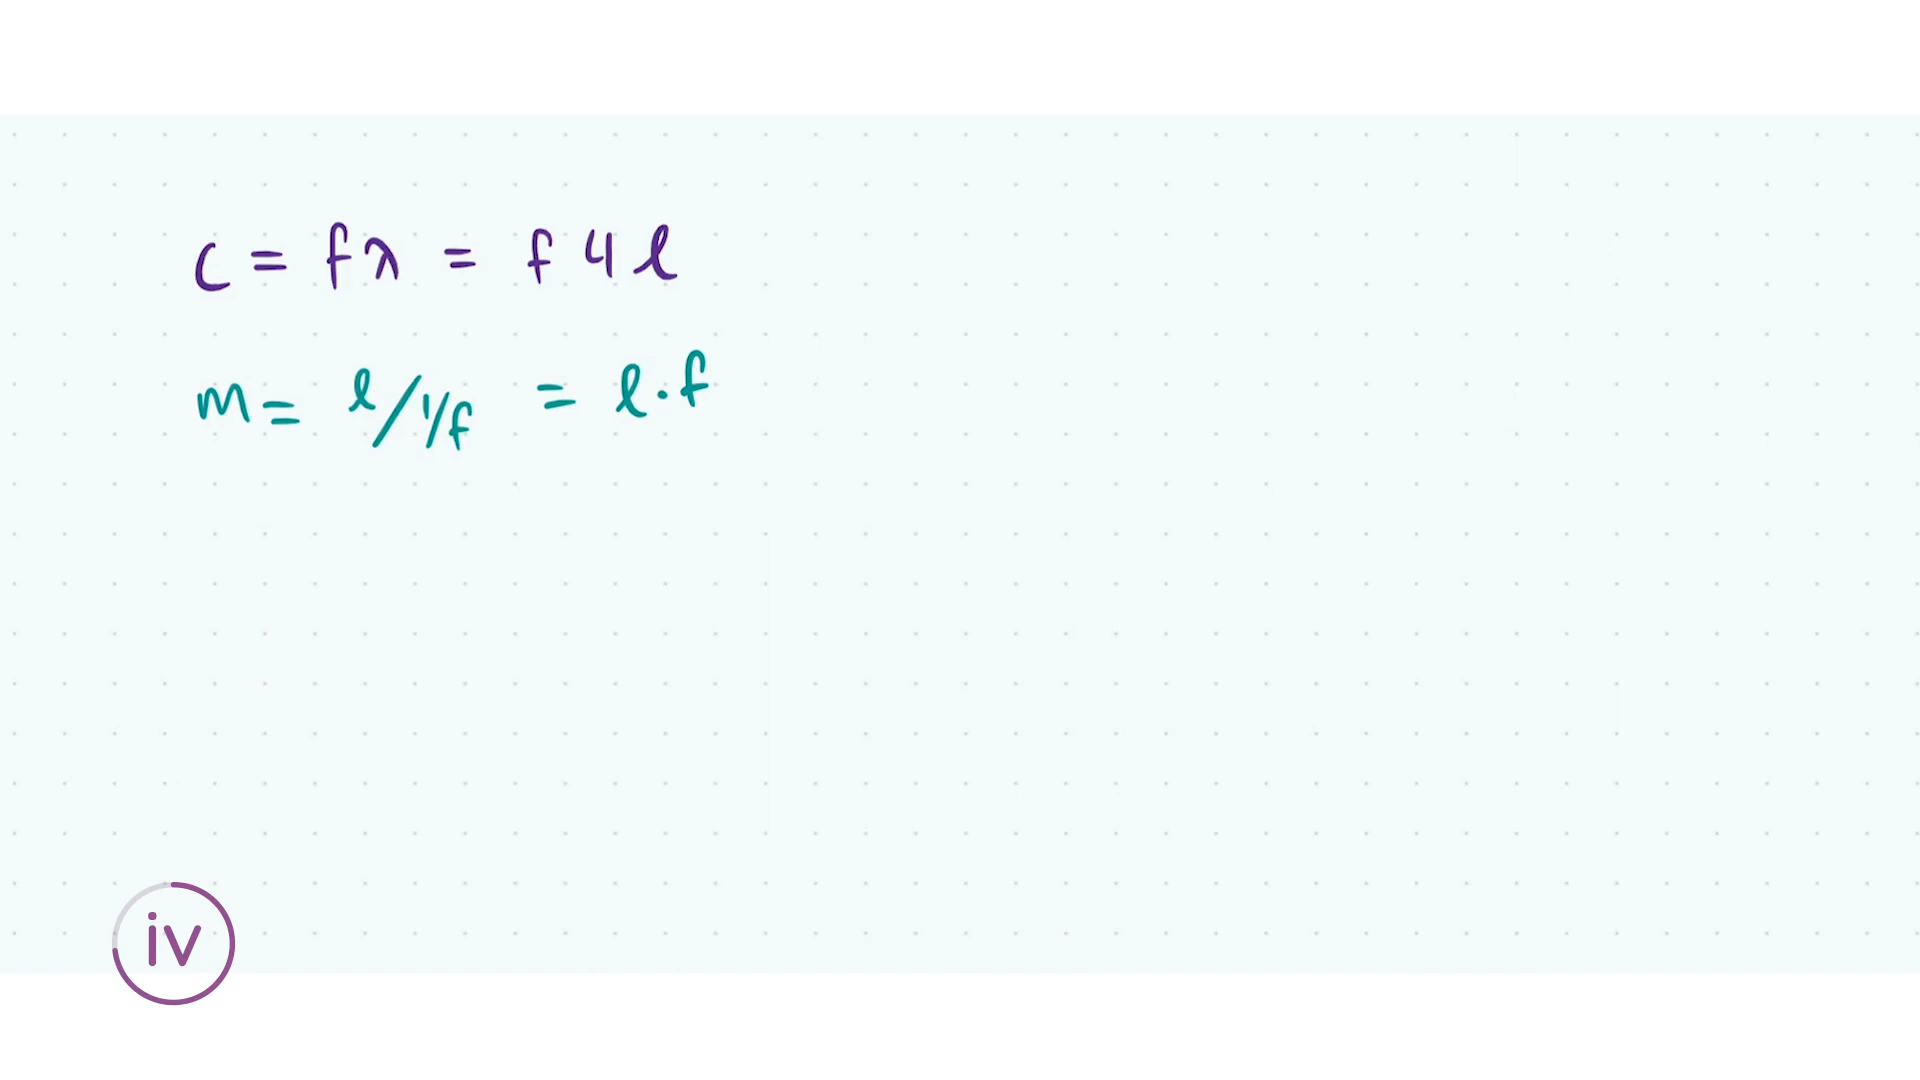 c = fλ = f 4 l
m = l/1/f = l · f
iv